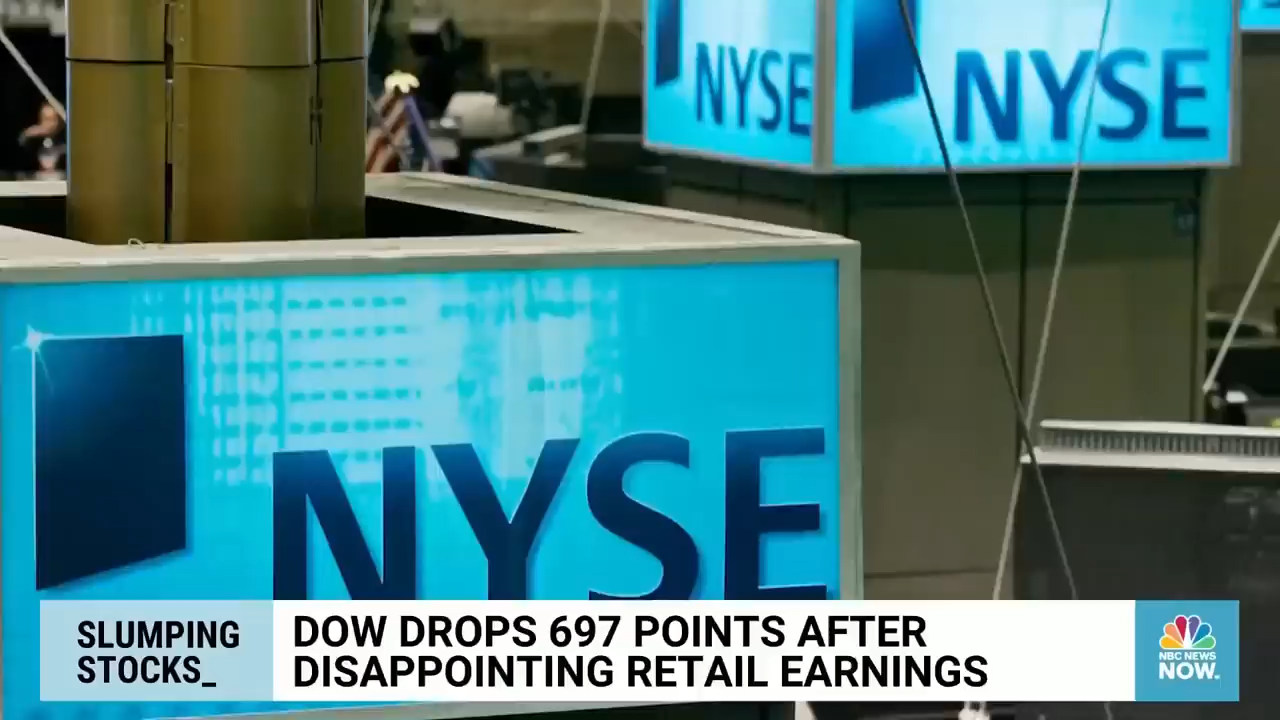 NYSE
NYSE
NYSE
SLUMPING
STOCKS_
DOW DROPS 697 POINTS AFTER
DISAPPOINTING RETAIL EARNINGS
NBC NEWS
NOW.